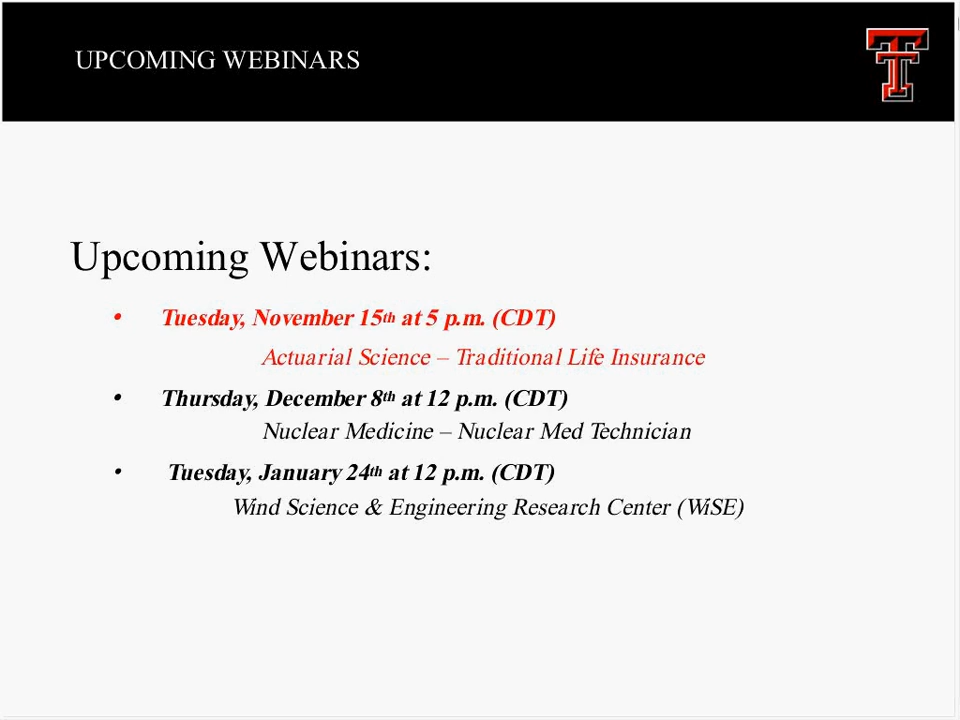 UPCOMING WEBINARS
Upcoming Webinars:
• Tuesday, November 15th at 5 p.m. (CDT)
Actuarial Science – Traditional Life Insurance
• Thursday, December 8th at 12 p.m. (CDT)
Nuclear Medicine – Nuclear Med Technician
• Tuesday, January 24th at 12 p.m. (CDT)
Wind Science & Engineering Research Center (WiSE)